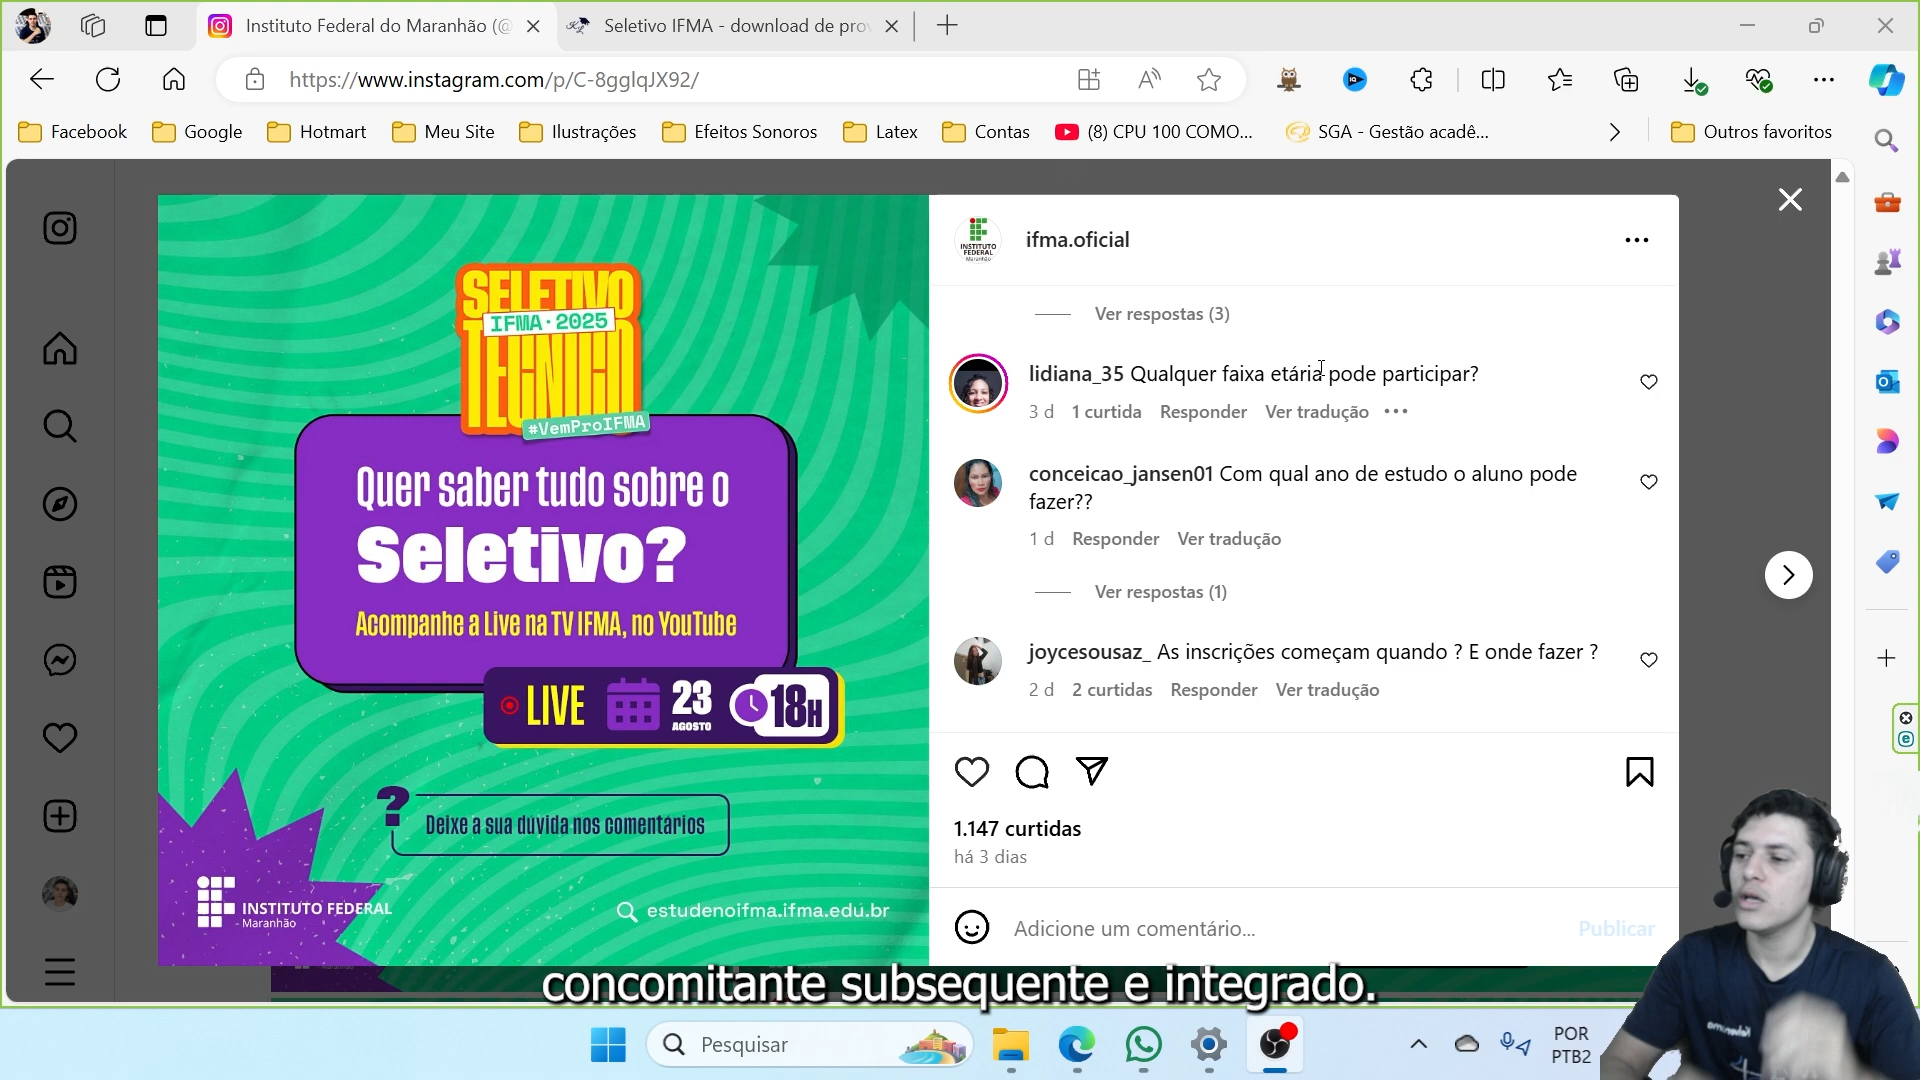 Instituto Federal do Maranhão (@
Seletivo IFMA - download de prov
https://www.instagram.com/p/C-8gglqJX92/
Facebook
Google
Hotmart
Meu Site
Ilustrações
Efeitos Sonoros
Latex
Contas
(8) CPU 100 COMO...
SGA - Gestão acadê...
Outros favoritos
SELETIVO
IFMA · 2025
TÉCNICO
#VemProIFMA
Quer saber tudo sobre o
Seletivo?
Acompanhe a Live na TV IFMA, no YouTube
LIVE
23
AGOSTO
18H
?
Deixe a sua dúvida nos comentários
INSTITUTO FEDERAL
Maranhão
estudenoifma.ifma.edu.br
INSTITUTO
FEDERAL
Maranhão
ifma.oficial
Ver respostas (3)
lidiana_35 Qualquer faixa etária pode participar?
3 d 1 curtida Responder Ver tradução
conceicao_jansen01 Com qual ano de estudo o aluno pode
fazer??
1 d Responder Ver tradução
Ver respostas (1)
joycesousaz_ As inscrições começam quando ? E onde fazer ?
2 d 2 curtidas Responder Ver tradução
1.147 curtidas
há 3 dias
Adicione um comentário...
Publicar
concomitante subsequente e integrado.
Pesquisar
POR
PTB2